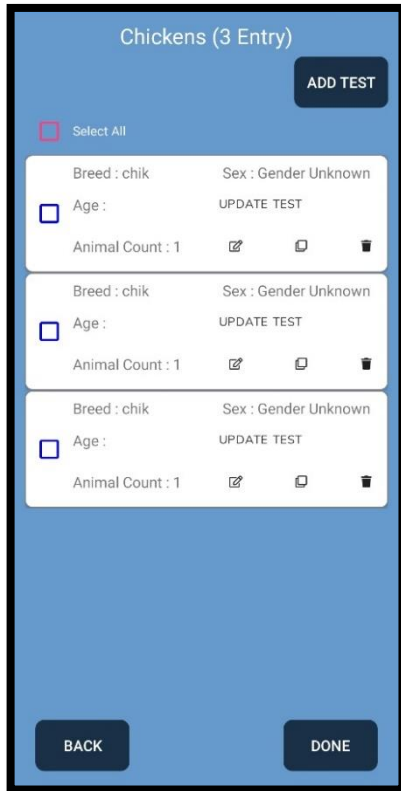 Chickens (3 Entry)
ADD TEST
Select All
Breed : chik Sex : Gender Unknown
Age : UPDATE TEST
Animal Count : 1
Breed : chik Sex : Gender Unknown
Age : UPDATE TEST
Animal Count : 1
Breed : chik Sex : Gender Unknown
Age : UPDATE TEST
Animal Count : 1
BACK DONE